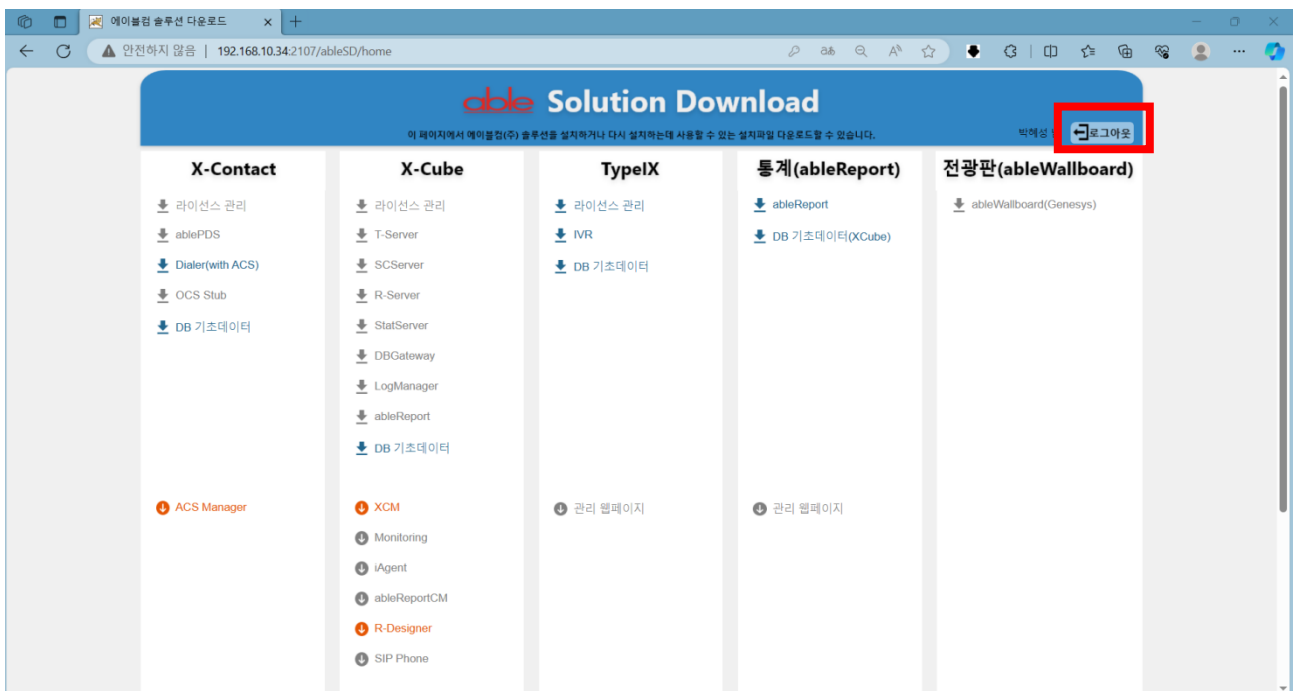 에이블컴 솔루션 다운로드
안전하지 않음 | 192.168.10.34:2107/ableSD/home
able Solution Download
이 페이지에서 에이블컴(주) 솔루션을 설치하거나 다시 설치하는데 사용할 수 있는 설치파일 다운로드할 수 있습니다.
박혜성
로그아웃
X-Contact
라이선스 관리
ablePDS
Dialer(with ACS)
OCS Stub
DB 기초데이터
ACS Manager
X-Cube
라이선스 관리
T-Server
SCServer
R-Server
StatServer
DBGateway
LogManager
ableReport
DB 기초데이터
XCM
Monitoring
iAgent
ableReportCM
R-Designer
SIP Phone
TypeIX
라이선스 관리
IVR
DB 기초데이터
관리 웹페이지
통계(ableReport)
ableReport
DB 기초데이터(XCube)
관리 웹페이지
전광판(ableWallboard)
ableWallboard(Genesys)